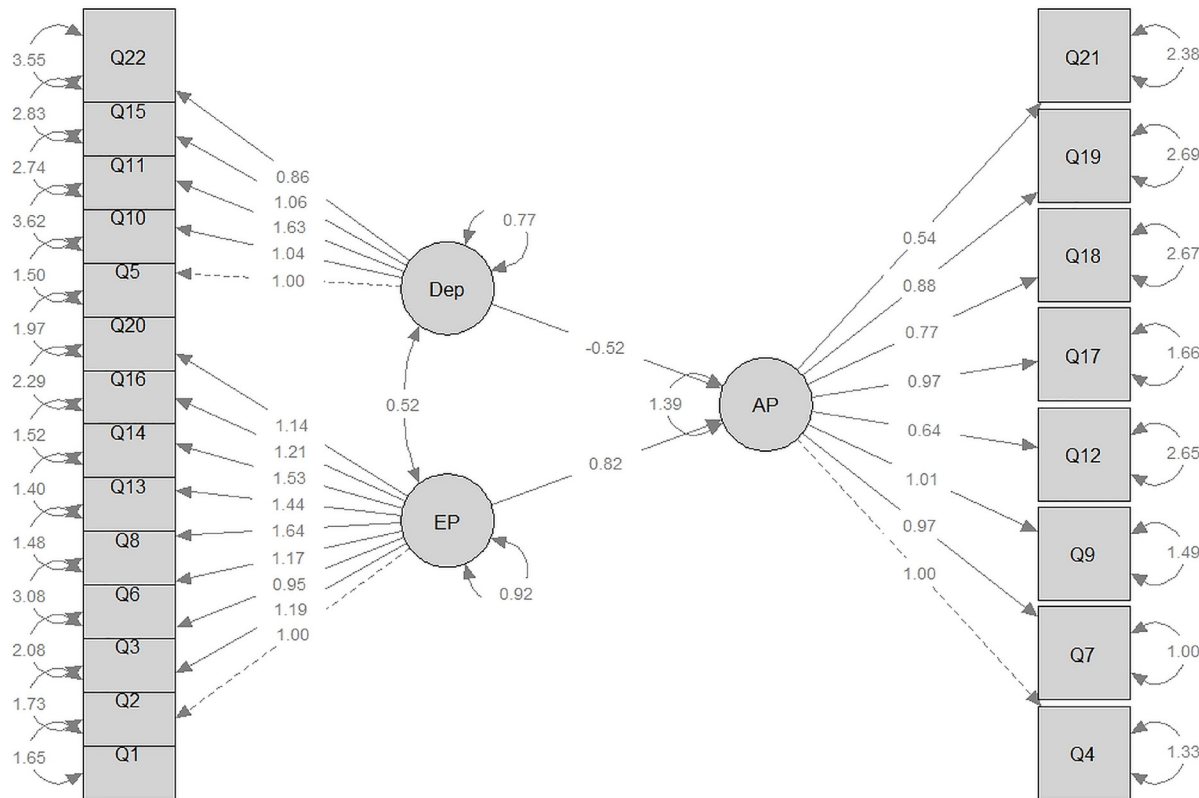 Q22
Q15
Q11
Q10
Q5
Q20
Q16
Q14
Q13
Q8
Q6
Q3
Q2
Q1
3.55
2.83
2.74
3.62
1.50
1.97
2.29
1.52
1.40
1.48
3.08
2.08
1.73
1.65
0.86
1.06
1.63
1.04
1.00
1.14
1.21
1.53
1.44
1.64
1.17
0.95
1.19
1.00
0.77
Dep
0.52
EP
0.92
-0.52
0.82
1.39
AP
0.54
0.88
0.77
0.97
0.64
1.01
0.97
1.00
Q21
Q19
Q18
Q17
Q12
Q9
Q7
Q4
2.38
2.69
2.67
1.66
2.65
1.49
1.00
1.33